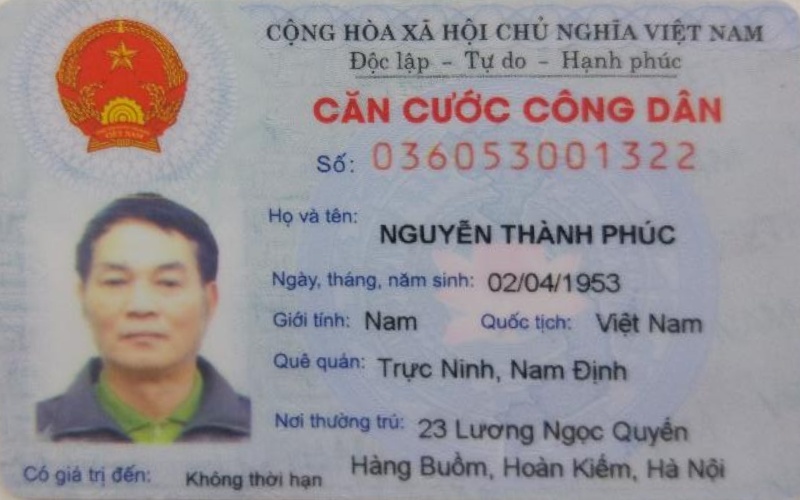 CỘNG HÒA XÃ HỘI CHỦ NGHĨA VIỆT NAM
Độc lập - Tự do - Hạnh phúc
CĂN CƯỚC CÔNG DÂN
Số: 036053001322
Họ và tên: NGUYỄN THÀNH PHÚC
Ngày, tháng, năm sinh: 02/04/1953
Giới tính: Nam Quốc tịch: Việt Nam
Quê quán: Trực Ninh, Nam Định
Nơi thường trú: 23 Lương Ngọc Quyến
Hàng Buồm, Hoàn Kiếm, Hà Nội
Có giá trị đến: Không thời hạn